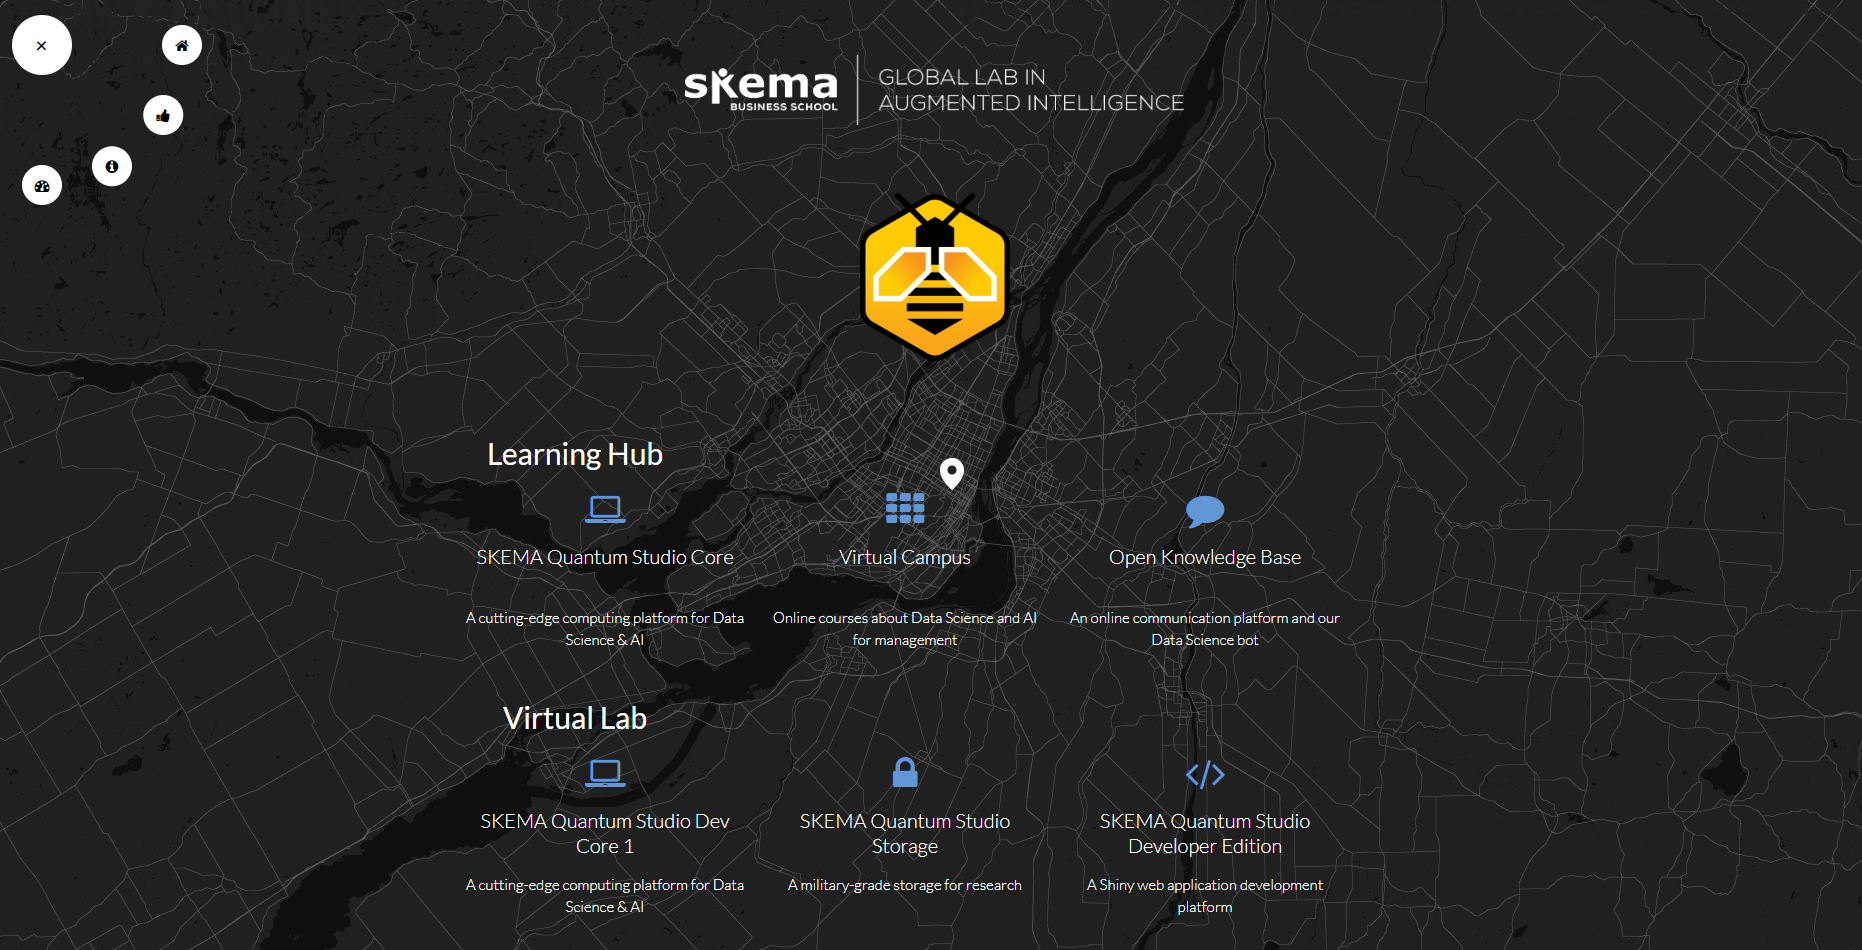 skema
BUSINESS SCHOOL
GLOBAL LAB IN
AUGMENTED INTELLIGENCE
Learning Hub
SKEMA Quantum Studio Core
A cutting-edge computing platform for Data
Science & AI
Virtual Campus
Online courses about Data Science and AI
for management
Open Knowledge Base
An online communication platform and our
Data Science bot
Virtual Lab
SKEMA Quantum Studio Dev
Core 1
A cutting-edge computing platform for Data
Science & AI
SKEMA Quantum Studio
Storage
A military-grade storage for research
SKEMA Quantum Studio
Developer Edition
A Shiny web application development
platform